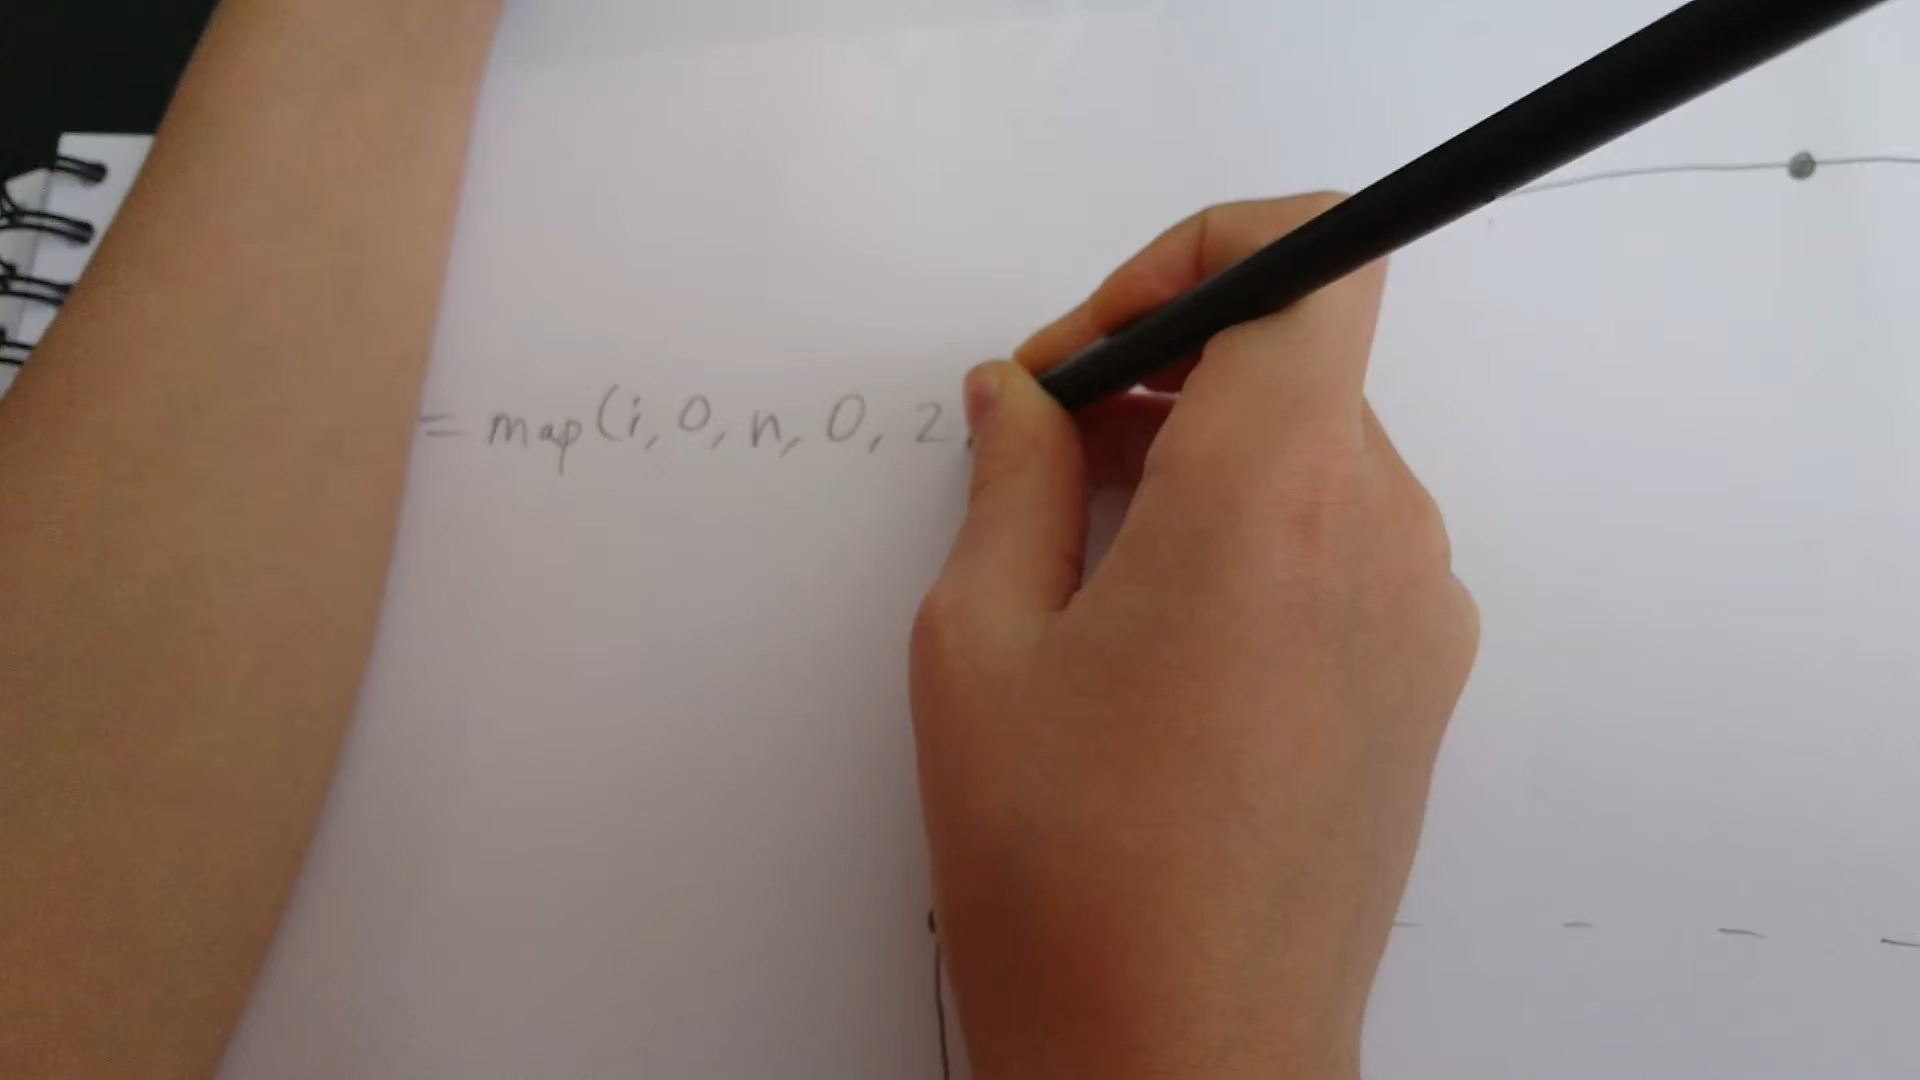 = map(i, 0, n, 0, 2